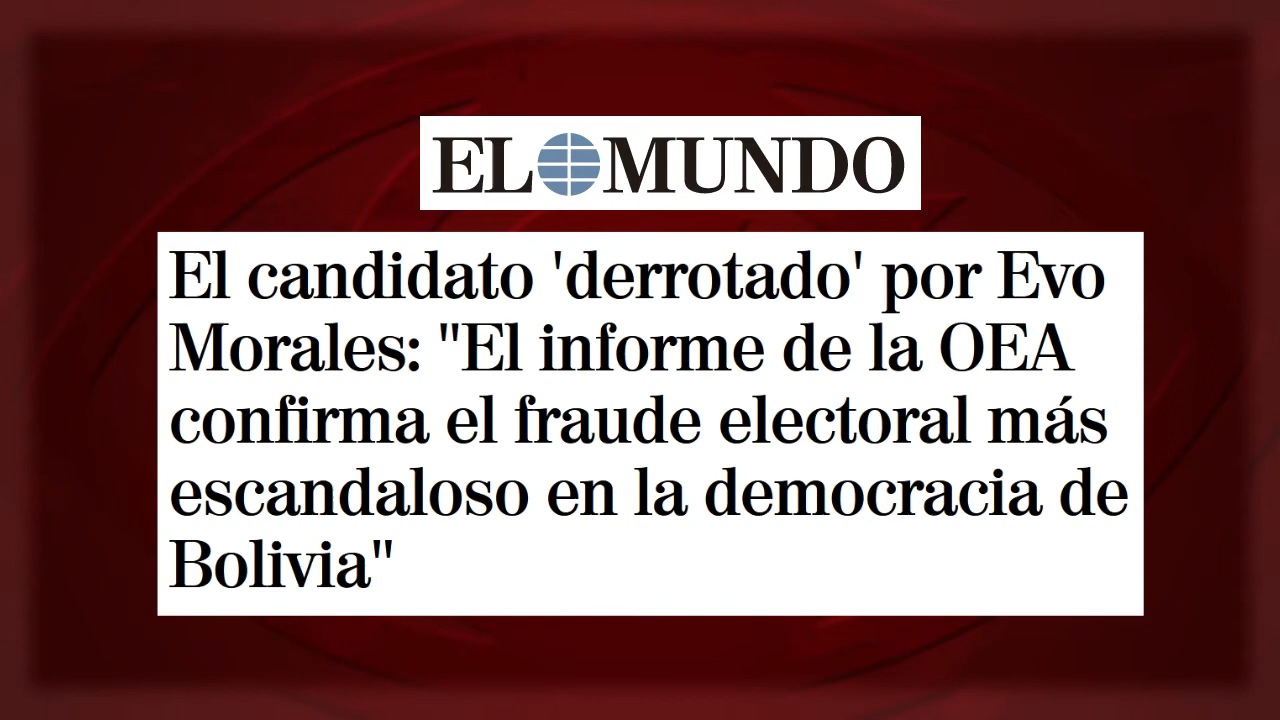 EL MUNDO
El candidato 'derrotado' por Evo
Morales: "El informe de la OEA
confirma el fraude electoral más
escandaloso en la democracia de
Bolivia"